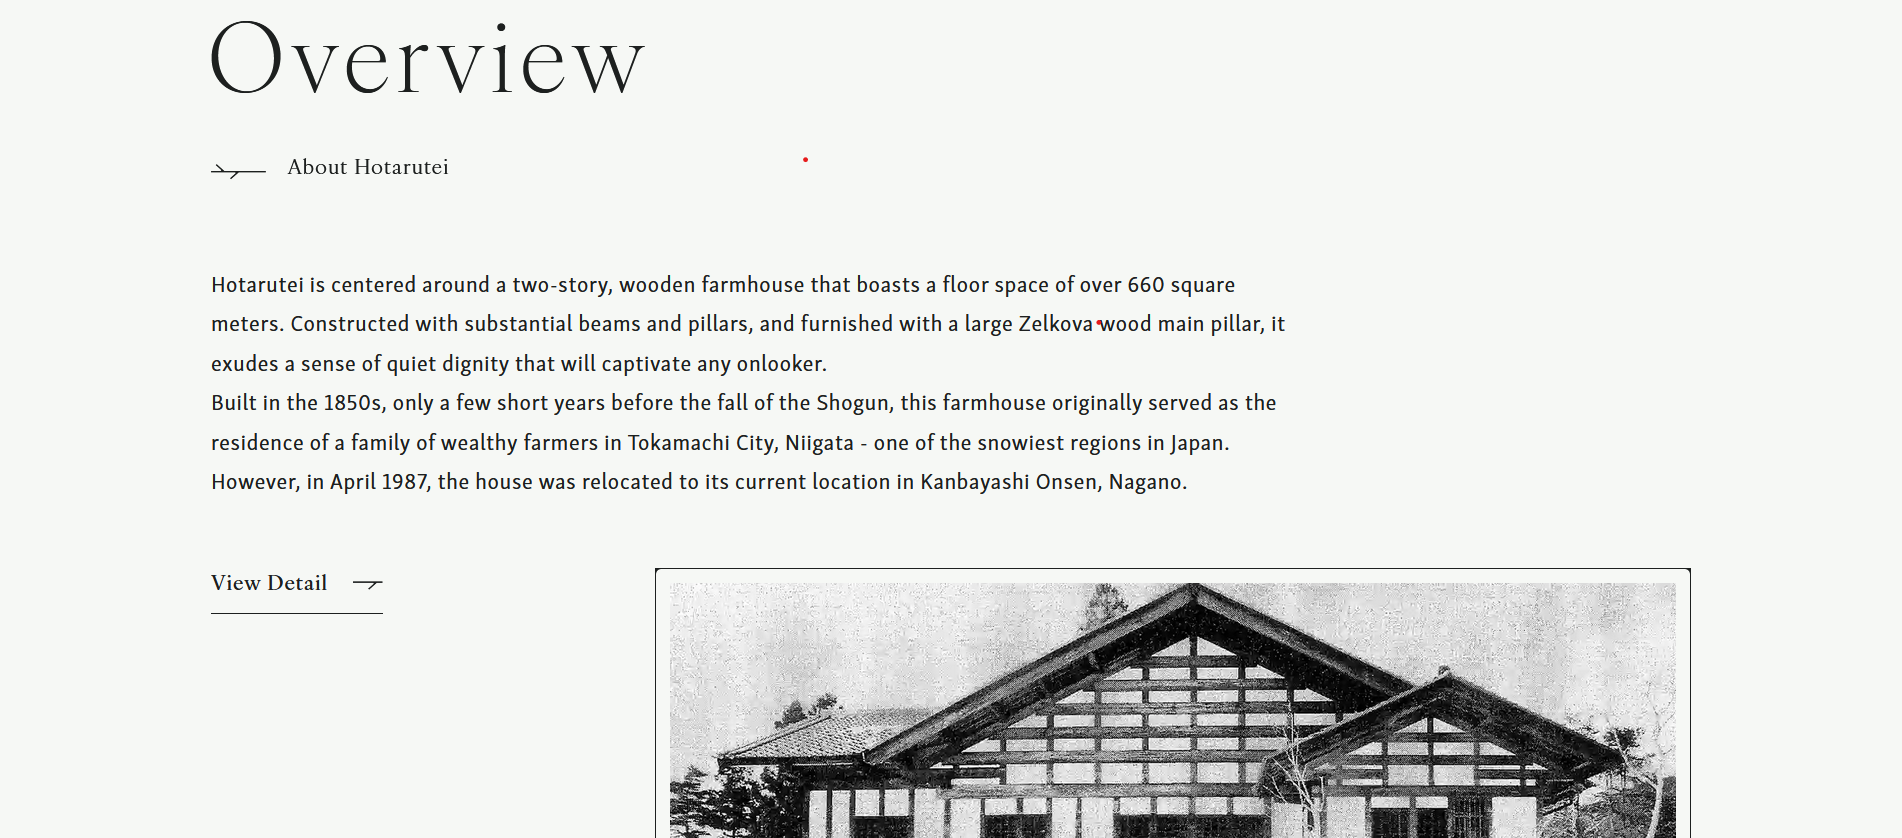 Overview
About Hotarutei
Hotarutei is centered around a two-story, wooden farmhouse that boasts a floor space of over 660 square
meters. Constructed with substantial beams and pillars, and furnished with a large Zelkova wood main pillar, it
exudes a sense of quiet dignity that will captivate any onlooker.
Built in the 1850s, only a few short years before the fall of the Shogun, this farmhouse originally served as the
residence of a family of wealthy farmers in Tokamachi City, Niigata - one of the snowiest regions in Japan.
However, in April 1987, the house was relocated to its current location in Kanbayashi Onsen, Nagano.
View Detail